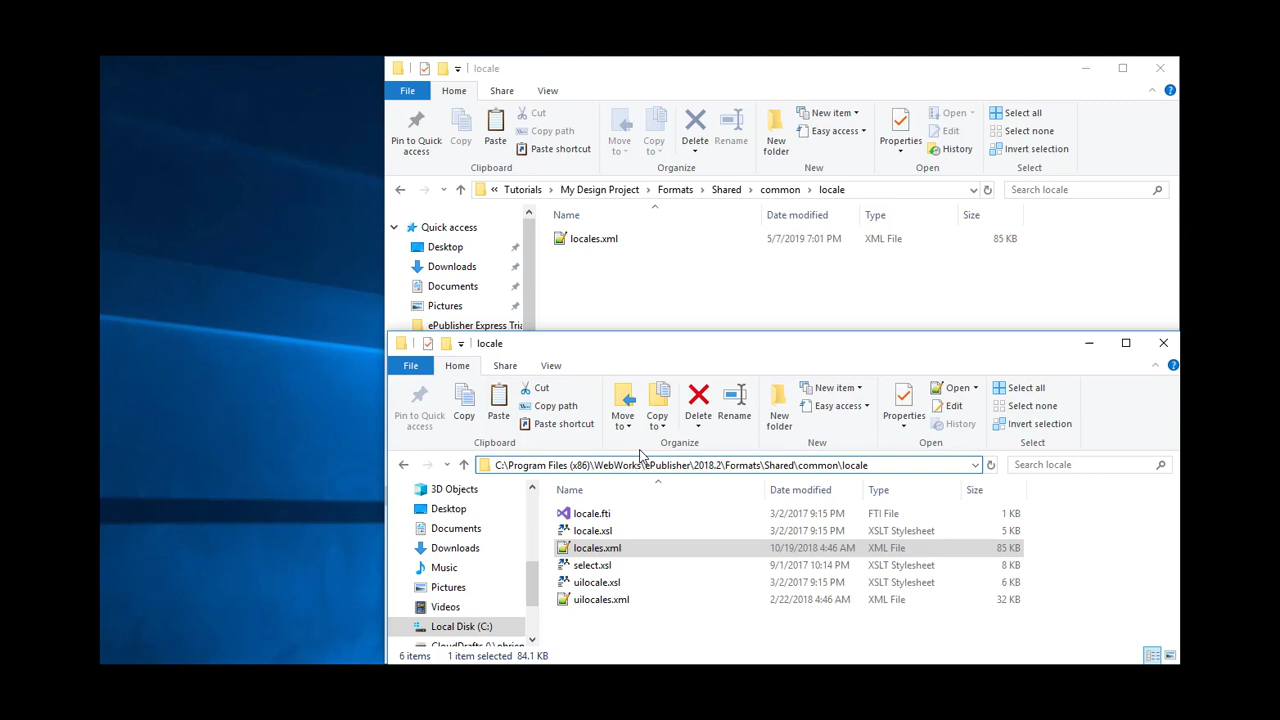 locale
File Home Share View
Pin to Quick access
Copy
Paste
Cut
Copy path
Paste shortcut
Move to
Copy to
Delete
Rename
New folder
New item
Easy access
Properties
Open
Edit
History
Select all
Select none
Invert selection
Clipboard Organize New Open Select
« Tutorials > My Design Project > Formats > Shared > common > locale
Search locale
Quick access
Desktop
Downloads
Documents
Pictures
ePublisher Express Tria
Name Date modified Type Size
locales.xml 5/7/2019 7:01 PM XML File 85 KB
locale
File Home Share View
Pin to Quick access
Copy
Paste
Cut
Copy path
Paste shortcut
Move to
Copy to
Delete
Rename
New folder
New item
Easy access
Properties
Open
Edit
History
Select all
Select none
Invert selection
Clipboard Organize New Open Select
C:\Program Files (x86)\WebWorks\ePublisher\2018.2\Formats\Shared\common\locale
Search locale
3D Objects
Desktop
Documents
Downloads
Music
Pictures
Videos
Local Disk (C:)
Name Date modified Type Size
locale.fti 3/2/2017 9:15 PM FTI File 1 KB
locale.xsl 3/2/2017 9:15 PM XSLT Stylesheet 5 KB
locales.xml 10/19/2018 4:46 AM XML File 85 KB
select.xsl 9/1/2017 10:14 PM XSLT Stylesheet 8 KB
uilocale.xsl 3/2/2017 9:15 PM XSLT Stylesheet 6 KB
uilocales.xml 2/22/2018 4:46 AM XML File 32 KB
6 items 1 item selected 84.1 KB